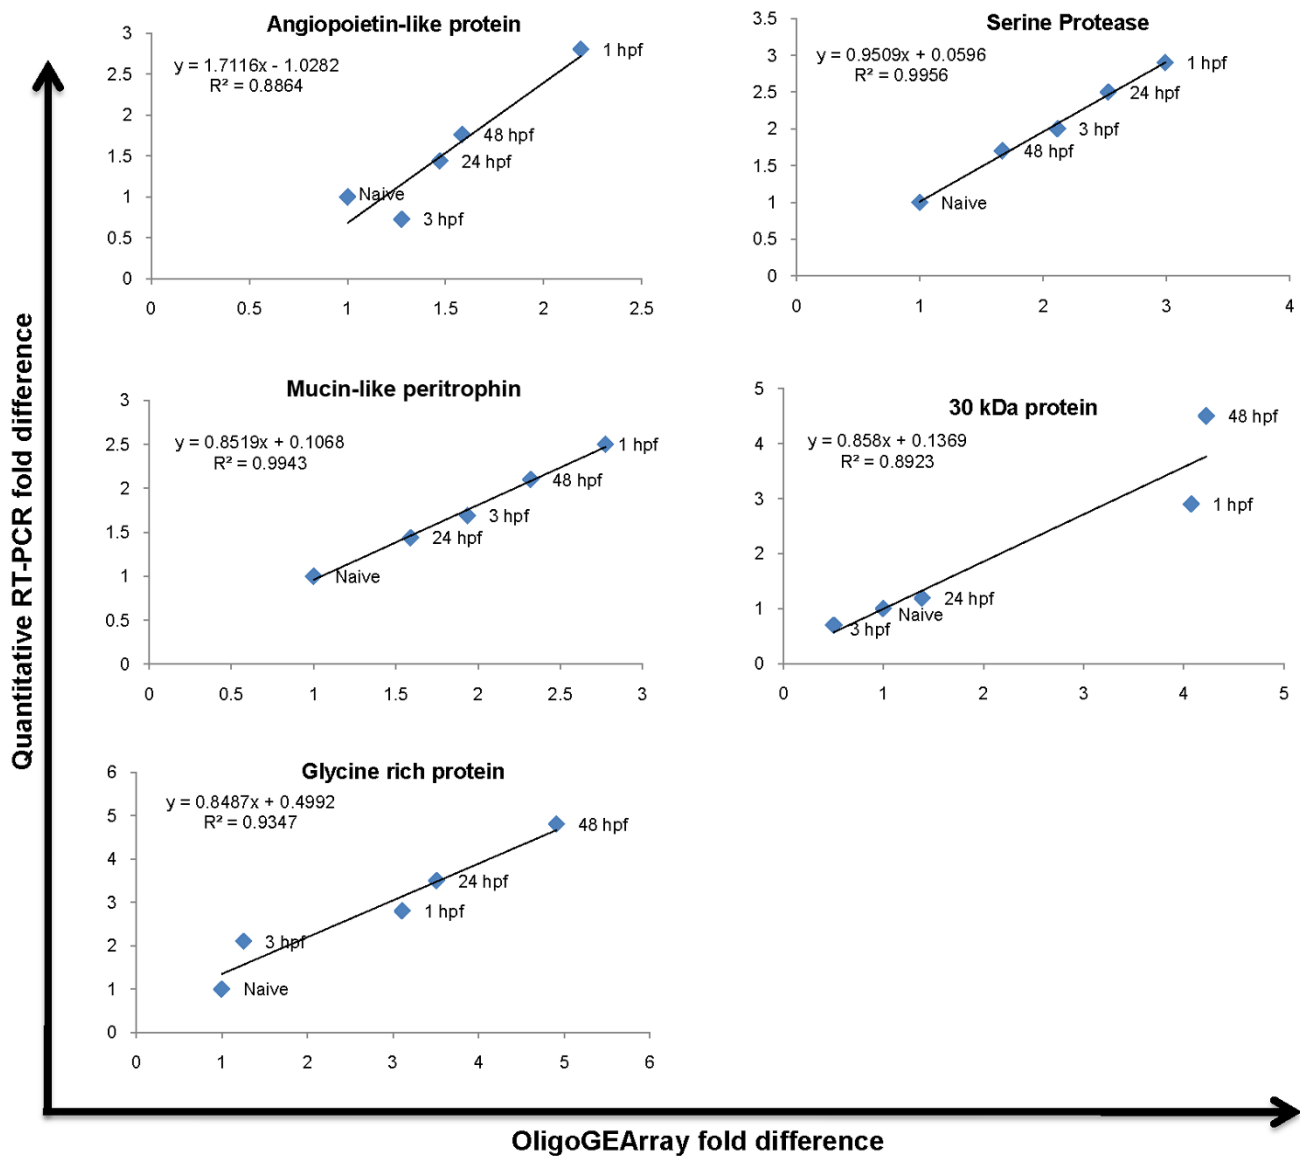 Angiopoietin-like protein
y = 1.7116x - 1.0282
R² = 0.8864
3
2.5
2
1.5
1
0.5
0
0 0.5 1 1.5 2 2.5
1 hpf
48 hpf
24 hpf
Naive
3 hpf
Serine Protease
y = 0.9509x + 0.0596
R² = 0.9956
3.5
3
2.5
2
1.5
1
0.5
0
0 1 2 3 4
1 hpf
24 hpf
3 hpf
48 hpf
Naive
Mucin-like peritrophin
y = 0.8519x + 0.1068
R² = 0.9943
3
2.5
2
1.5
1
0.5
0
0 0.5 1 1.5 2 2.5 3
1 hpf
48 hpf
3 hpf
24 hpf
Naive
30 kDa protein
y = 0.858x + 0.1369
R² = 0.8923
5
4
3
2
1
0
0 1 2 3 4 5
48 hpf
1 hpf
24 hpf
Naive
3 hpf
Glycine rich protein
y = 0.8487x + 0.4992
R² = 0.9347
6
5
4
3
2
1
0
0 1 2 3 4 5 6
48 hpf
24 hpf
1 hpf
3 hpf
Naive
Quantitative RT-PCR fold difference
OligoGEArray fold difference